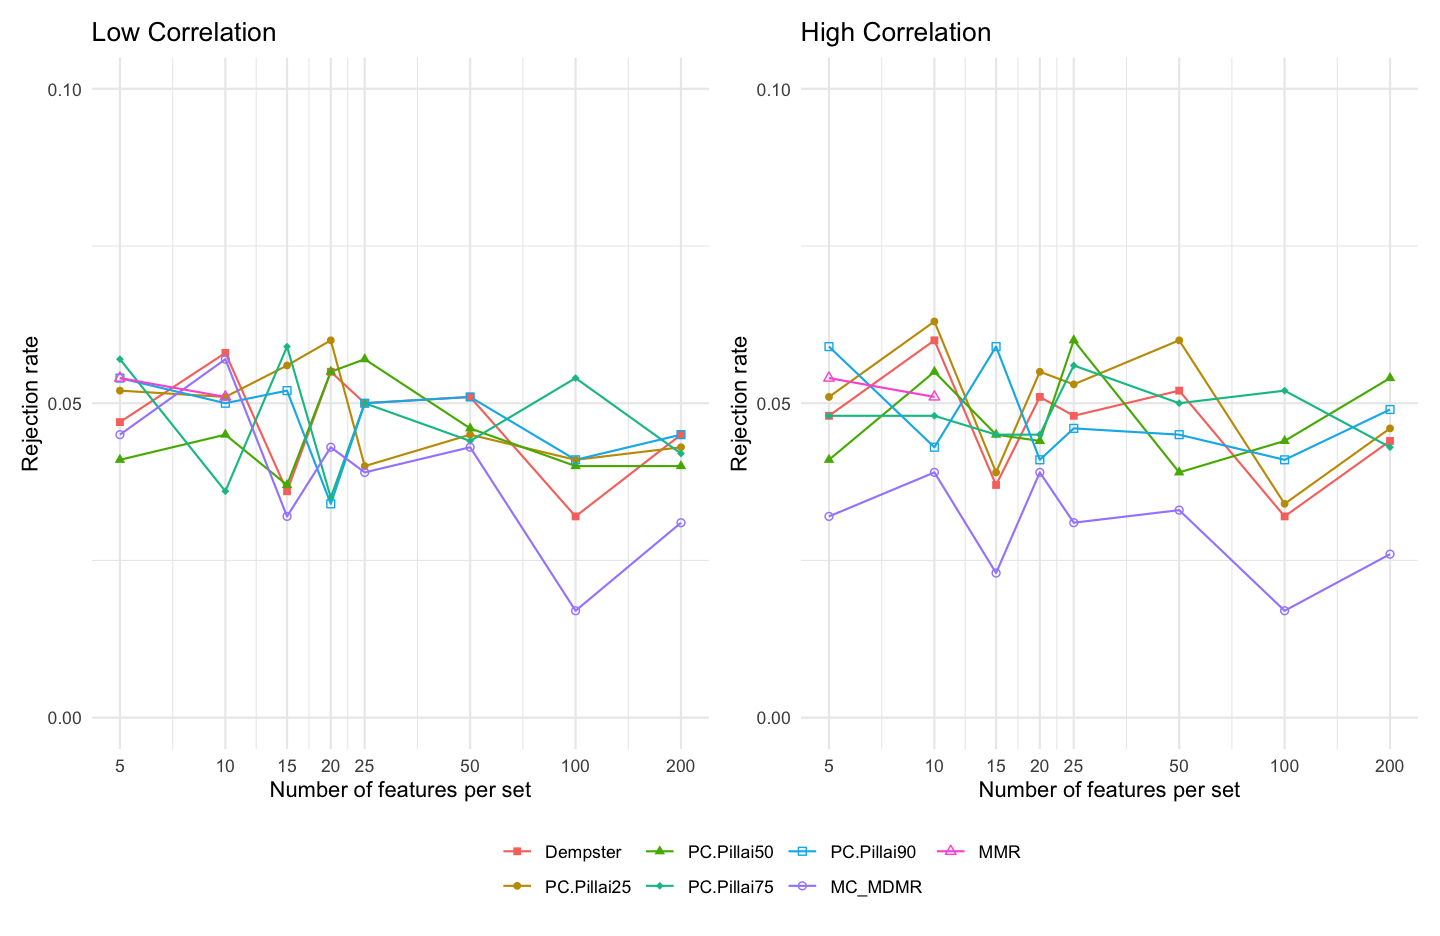 Low Correlation
High Correlation
Rejection rate
0.10
0.05
0.00
5 10 15 20 25 50 100 200
Number of features per set
Rejection rate
0.10
0.05
0.00
5 10 15 20 25 50 100 200
Number of features per set
Dempster PC.Pillai50 PC.Pillai90 MMR
PC.Pillai25 PC.Pillai75 MC_MDMR